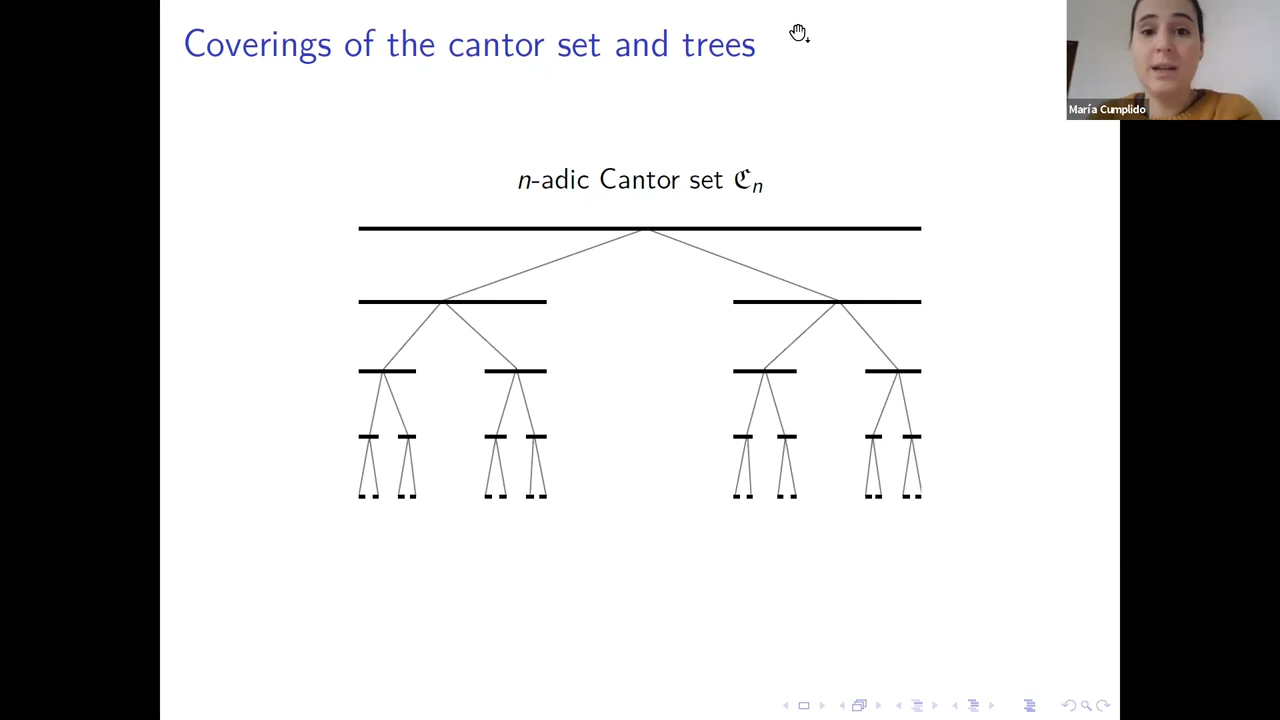 Coverings of the cantor set and trees
María Cumplido
n-adic Cantor set ℭₙ